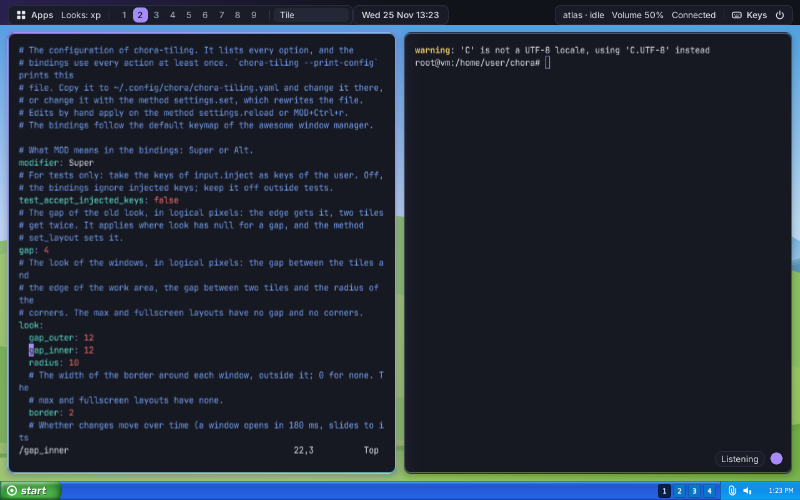 Apps Looks: xp 1 2 3 4 5 6 7 8 9 Tile Wed 25 Nov 13:23 atlas · idle Volume 50% Connected Keys
# The configuration of chora-tiling. It lists every option, and the
# bindings use every action at least once. `chora-tiling --print-config`
prints this
# file. Copy it to ~/.config/chora/chora-tiling.yaml and change it there,
# or change it with the method settings.set, which rewrites the file.
# Edits by hand apply on the method settings.reload or MOD+Ctrl+r.
# The bindings follow the default keymap of the awesome window manager.
# What MOD means in the bindings: Super or Alt.
modifier: Super
# For tests only: take the keys of input.inject as keys of the user. Off,
# the bindings ignore injected keys; keep it off outside tests.
test_accept_injected_keys: false
# The gap of the old look, in logical pixels: the edge gets it, two tiles
# get twice. It applies where look has null for a gap, and the method
# set_layout sets it.
gap: 4
# The look of the windows, in logical pixels: the gap between the tiles a
nd
# the edge of the work area, the gap between two tiles and the radius of
the
# corners. The max and fullscreen layouts have no gap and no corners.
look:
gap_outer: 12
gap_inner: 12
radius: 10
# The width of the border around each window, outside it; 0 for none. T
he
# max and fullscreen layouts have none.
border: 2
# Whether changes move over time (a window opens in 180 ms, slides to i
ts
/gap_inner 22,3 Top
warning: 'C' is not a UTF-8 locale, using 'C.UTF-8' instead
root@vm:/home/user/chora#
Listening
start 1 2 3 4 1:23 PM